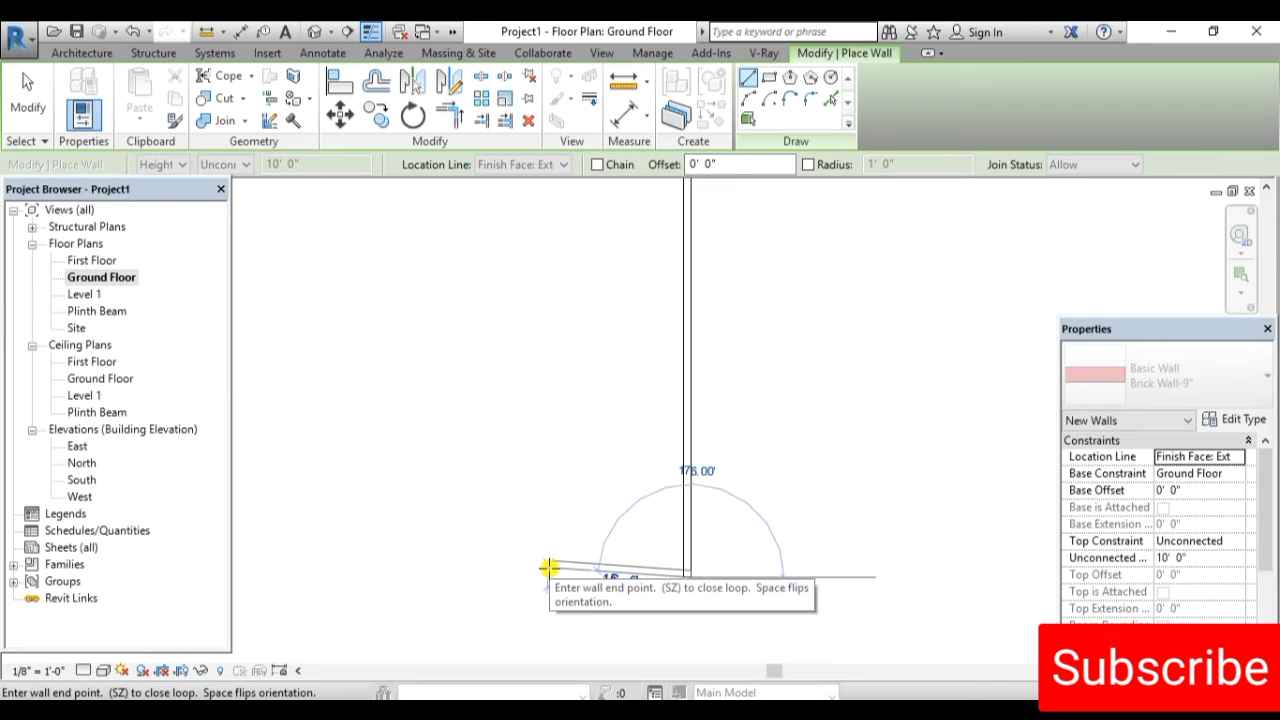 Project1 - Floor Plan: Ground Floor
Type a keyword or phrase
Sign In
Architecture Structure Systems Insert Annotate Analyze Massing & Site Collaborate View Manage Add-Ins V-Ray Modify | Place Wall
Modify
Paste
Cope
Cut
Join
Select Properties Clipboard Geometry Modify View Measure Create Draw
Modify | Place Wall Height Uncon 10' 0" Location Line: Finish Face: Ext Chain Offset: 0' 0" Radius: 1' 0" Join Status: Allow
Project Browser - Project1
Views (all)
Structural Plans
Floor Plans
First Floor
Ground Floor
Level 1
Plinth Beam
Site
Ceiling Plans
First Floor
Ground Floor
Level 1
Plinth Beam
Elevations (Building Elevation)
East
North
South
West
Legends
Schedules/Quantities
Sheets (all)
Families
Groups
Revit Links
176.00'
Enter wall end point. (SZ) to close loop. Space flips
orientation.
Properties
Basic Wall
Brick Wall-9"
New Walls Edit Type
Constraints
Location Line Finish Face: Ext
Base Constraint Ground Floor
Base Offset 0' 0"
Base is Attached
Base Extension ... 0' 0"
Top Constraint Unconnected
Unconnected ... 10' 0"
Top Offset 0' 0"
Top is Attached
Top Extension ... 0' 0"
Subscribe
1/8" = 1'-0"
Enter wall end point. (SZ) to close loop. Space flips orientation.
:0
Main Model